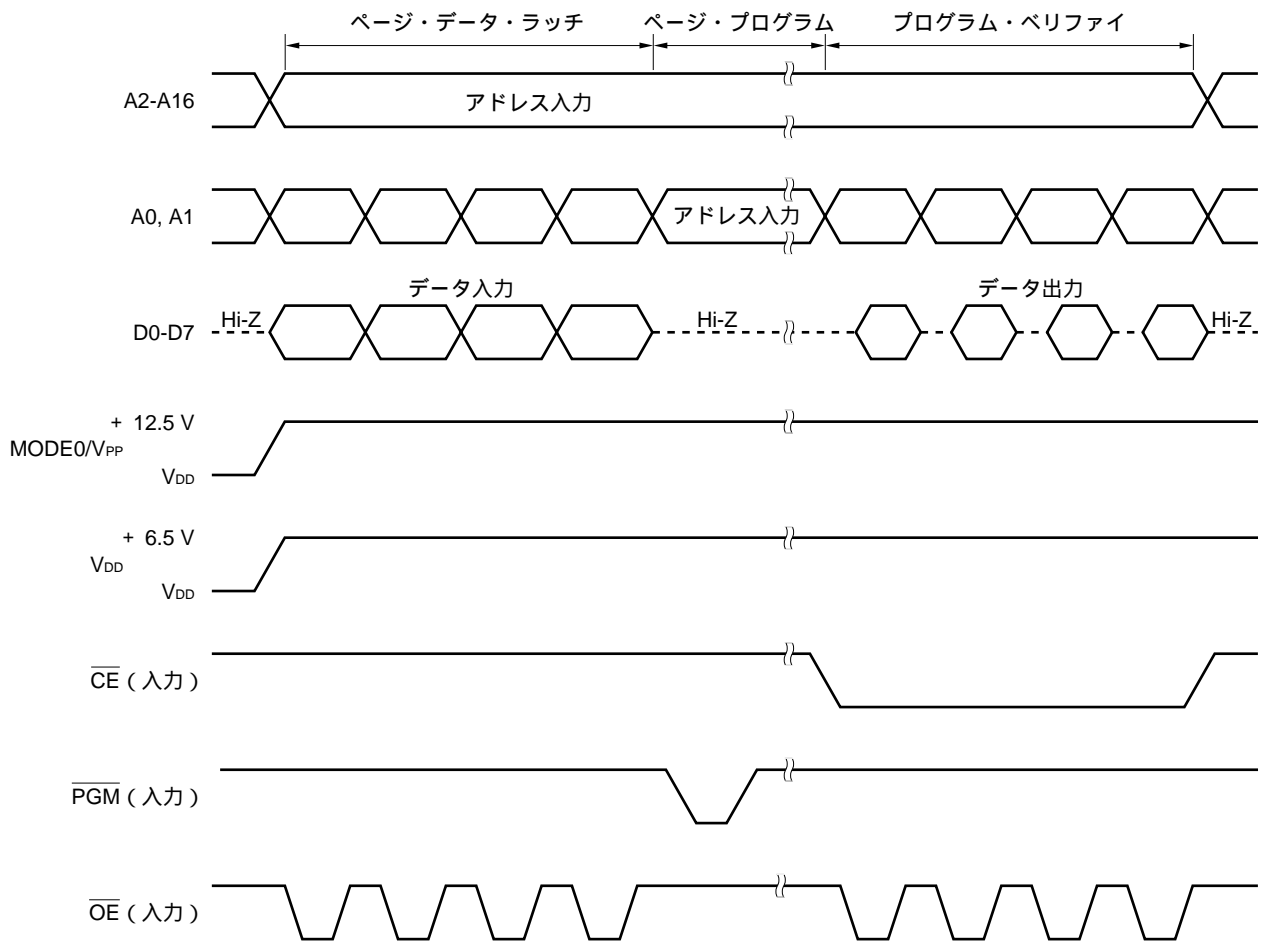 ページ・データ・ラッチ ページ・プログラム プログラム・ベリファイ
A2-A16 アドレス入力
A0, A1 アドレス入力
データ入力 データ出力
D0-D7 Hi-Z Hi-Z Hi-Z
+ 12.5 V
MODE0/VPP
VDD
+ 6.5 V
VDD
VDD
CE ( 入力 )
PGM ( 入力 )
OE ( 入力 )